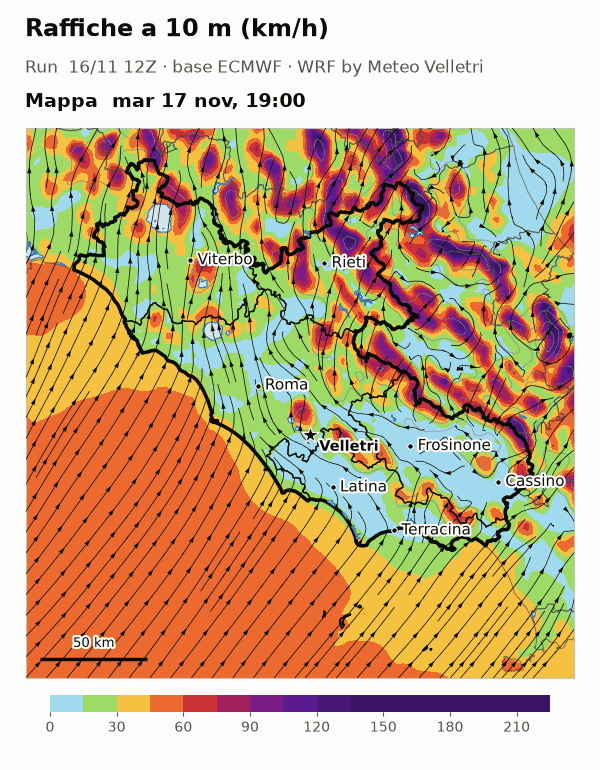 Raffiche a 10 m (km/h)
Run  16/11 12Z · base ECMWF · WRF by Meteo Velletri
Mappa  mar 17 nov, 19:00
Viterbo
Rieti
Roma
Velletri
Frosinone
Cassino
Latina
Terracina
50 km
0 30 60 90 120 150 180 210